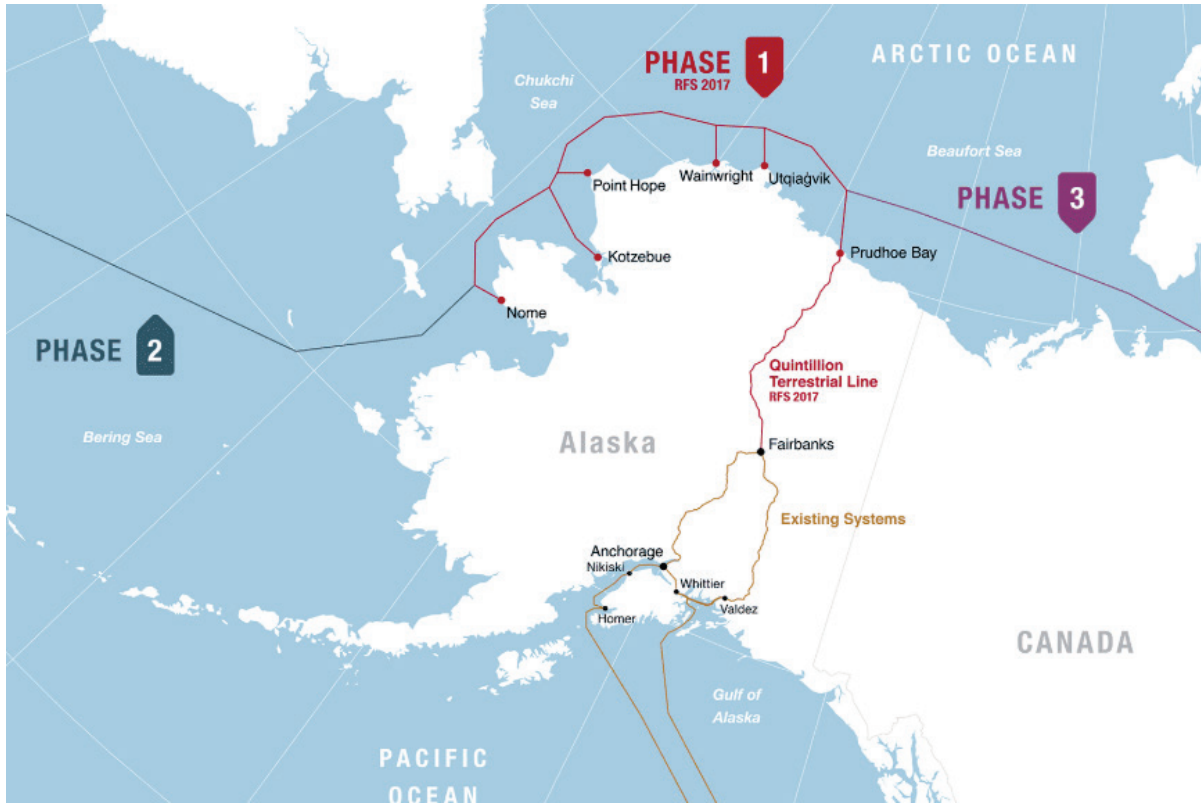 PHASE 1
RFS 2017
ARCTIC OCEAN
Chukchi
Sea
Beaufort Sea
Wainwright
Utqiaġvik
Point Hope
PHASE 3
Kotzebue
Prudhoe Bay
Nome
PHASE 2
Quintillion
Terrestrial Line
RFS 2017
Bering Sea
Alaska
Fairbanks
Existing Systems
Anchorage
Nikiski
Whittier
Homer
Valdez
CANADA
Gulf of
Alaska
PACIFIC
OCEAN